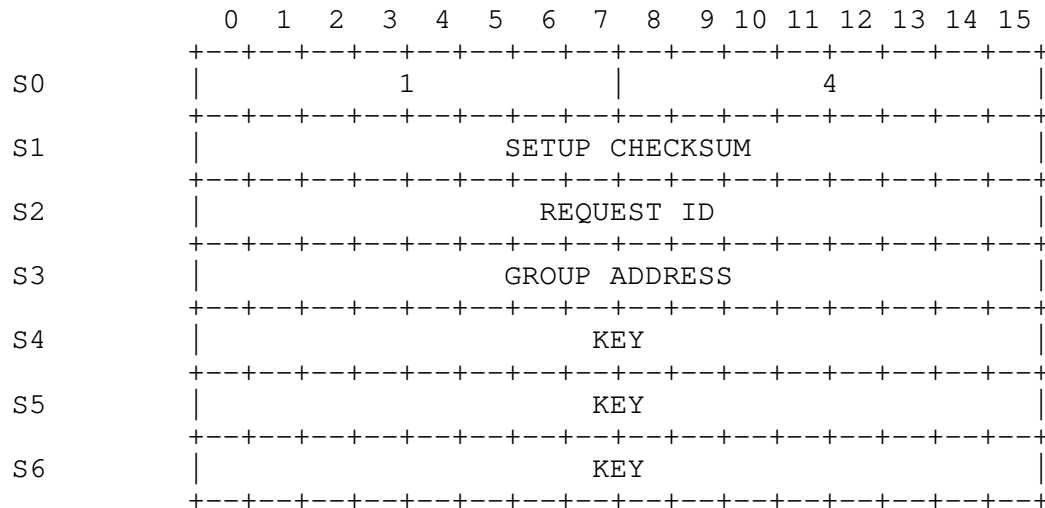 0 1 2 3 4 5 6 7 8 9 10 11 12 13 14 15
+--+--+--+--+--+--+--+--+--+--+--+--+--+--+--+--+
S0 | 1 | 4 |
+--+--+--+--+--+--+--+--+--+--+--+--+--+--+--+--+
S1 | SETUP CHECKSUM |
+--+--+--+--+--+--+--+--+--+--+--+--+--+--+--+--+
S2 | REQUEST ID |
+--+--+--+--+--+--+--+--+--+--+--+--+--+--+--+--+
S3 | GROUP ADDRESS |
+--+--+--+--+--+--+--+--+--+--+--+--+--+--+--+--+
S4 | KEY |
+--+--+--+--+--+--+--+--+--+--+--+--+--+--+--+--+
S5 | KEY |
+--+--+--+--+--+--+--+--+--+--+--+--+--+--+--+--+
S6 | KEY |
+--+--+--+--+--+--+--+--+--+--+--+--+--+--+--+--+